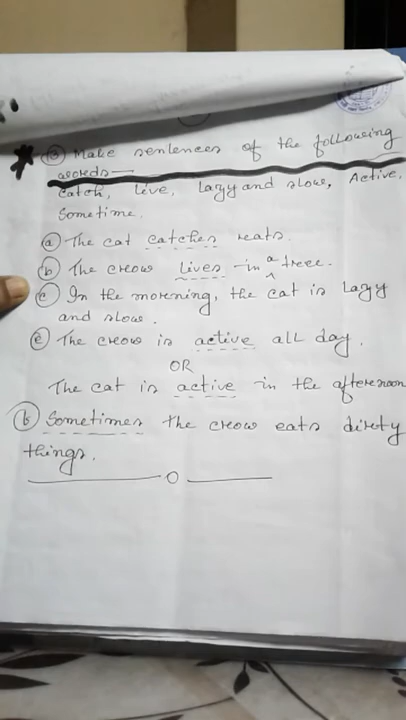 (B) Make sentences of the following
words—
Catch, Live, Lazy and slow, Active,
Sometime.
(a) The cat catches rats.
(b) The crow lives in a tree.
(c) In the morning, the cat is lazy
and slow.
(e) The crow is active all day.
OR
The cat is active in the afternoon
(b) Sometimes the crow eats dirty
things.